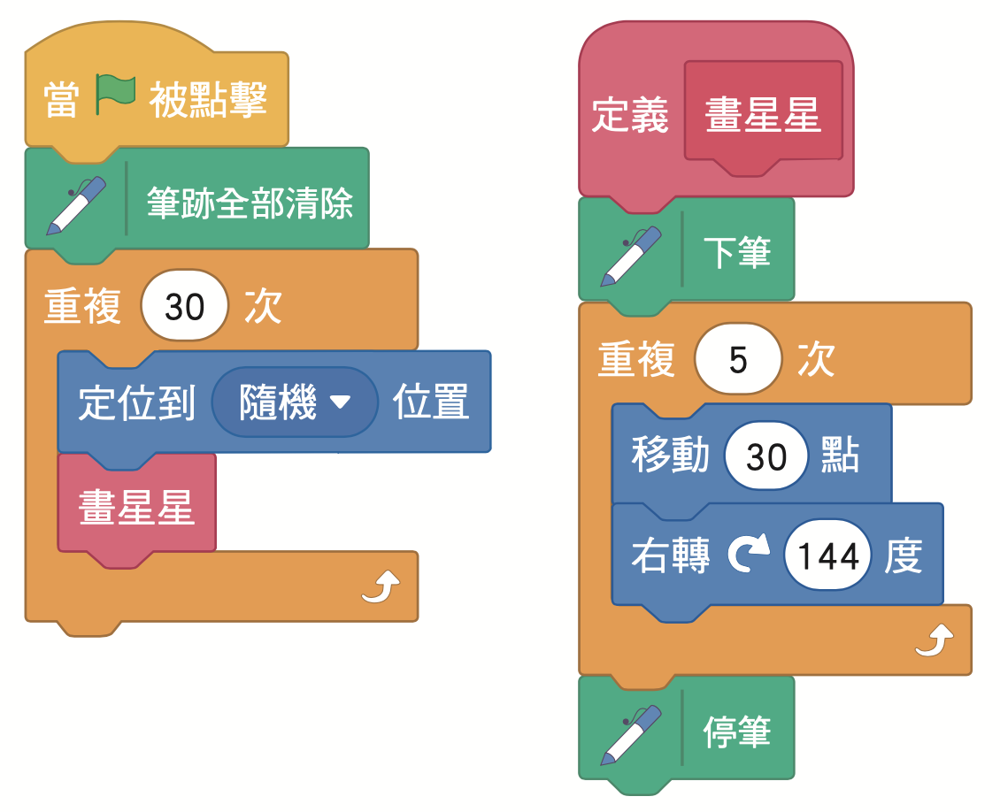 當 被點擊
筆跡全部清除
重複 30 次
定位到 隨機 位置
畫星星
定義 畫星星
下筆
重複 5 次
移動 30 點
右轉 144 度
停筆